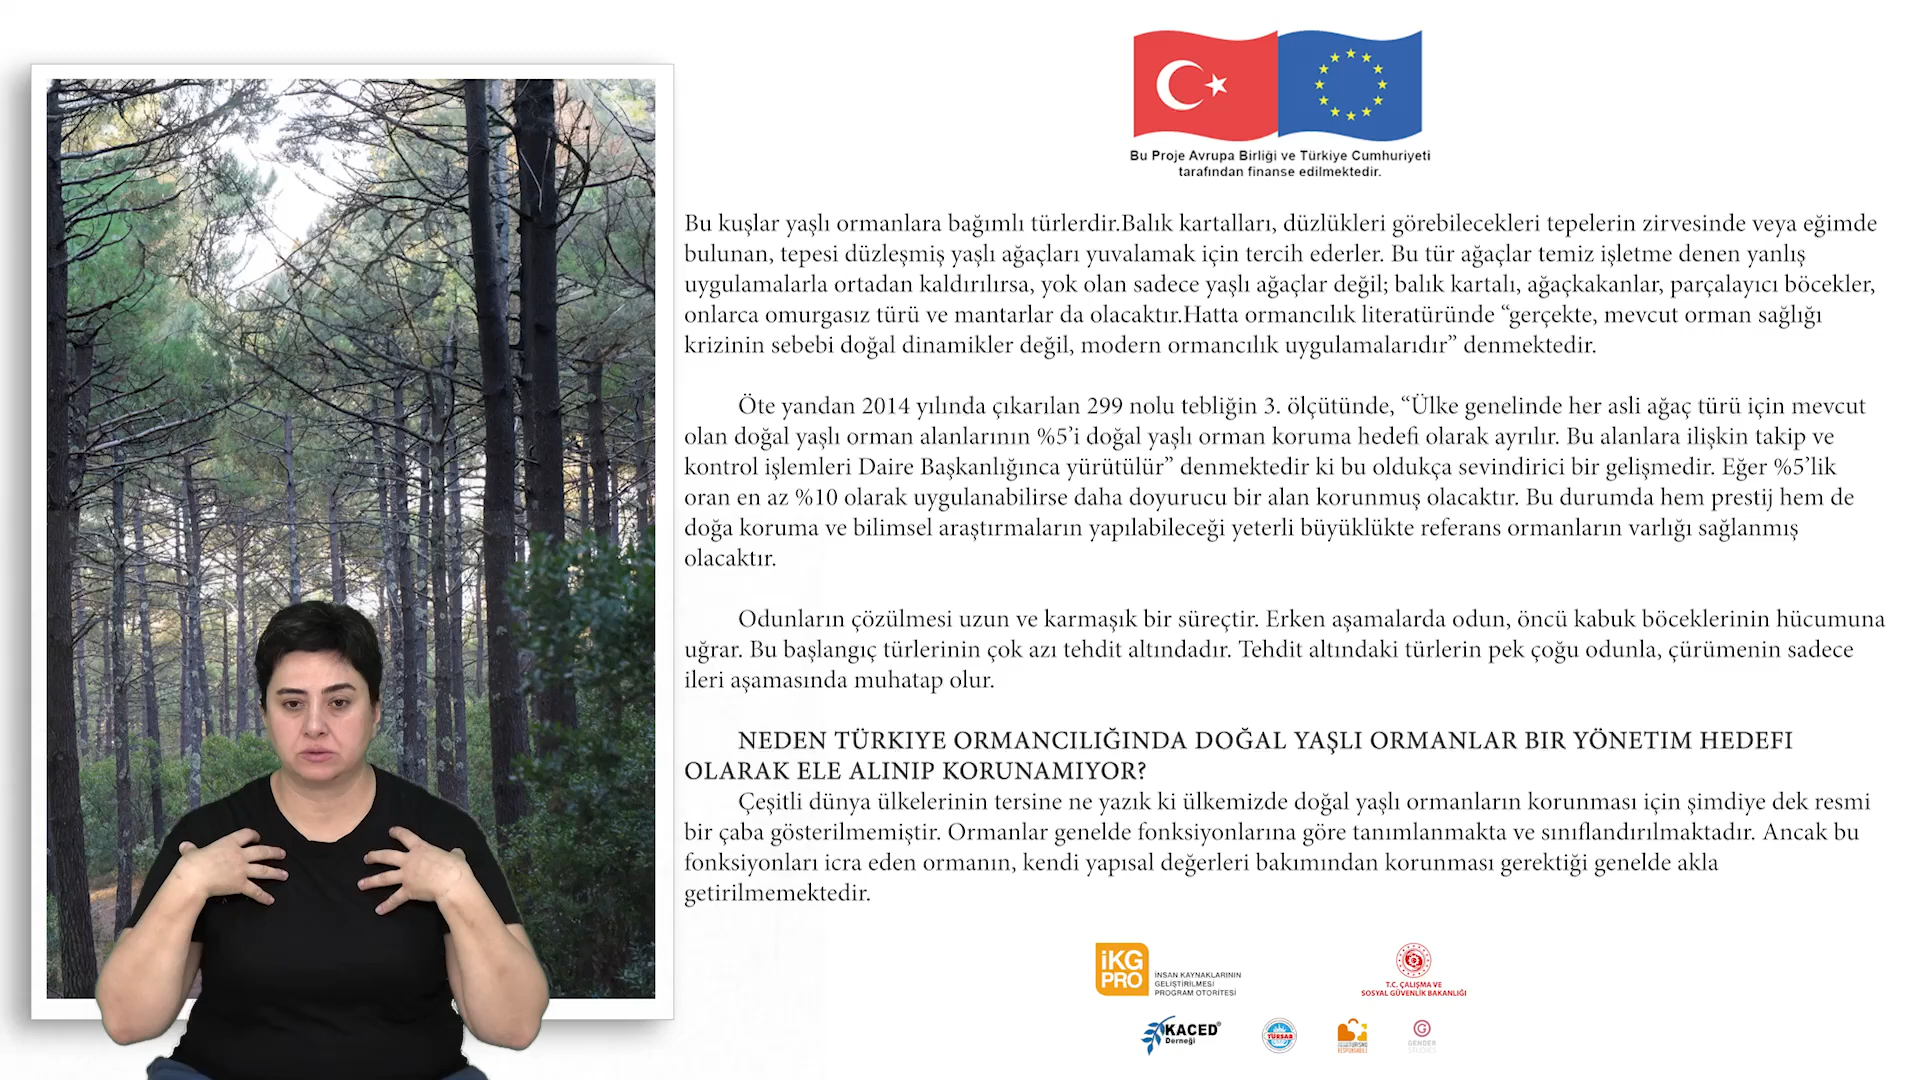 Bu Proje Avrupa Birliği ve Türkiye Cumhuriyeti
tarafından finanse edilmektedir.
Bu kuşlar yaşlı ormanlara bağımlı türlerdir.Balık kartalları, düzlükleri görebilecekleri tepelerin zirvesinde veya eğimde
bulunan, tepesi düzleşmiş yaşlı ağaçları yuvalamak için tercih ederler. Bu tür ağaçlar temiz işletme denen yanlış
uygulamalarla ortadan kaldırılırsa, yok olan sadece yaşlı ağaçlar değil; balık kartalı, ağaçkakanlar, parçalayıcı böcekler,
onlarca omurgasız türü ve mantarlar da olacaktır.Hatta ormancılık literatüründe “gerçekte, mevcut orman sağlığı
krizinin sebebi doğal dinamikler değil, modern ormancılık uygulamalarıdır” denmektedir.
Öte yandan 2014 yılında çıkarılan 299 nolu tebliğin 3. ölçütünde, “Ülke genelinde her asli ağaç türü için mevcut
olan doğal yaşlı orman alanlarının %5’i doğal yaşlı orman koruma hedefi olarak ayrılır. Bu alanlara ilişkin takip ve
kontrol işlemleri Daire Başkanlığınca yürütülür” denmektedir ki bu oldukça sevindirici bir gelişmedir. Eğer %5’lik
oran en az %10 olarak uygulanabilirse daha doyurucu bir alan korunmuş olacaktır. Bu durumda hem prestij hem de
doğa koruma ve bilimsel araştırmaların yapılabileceği yeterli büyüklükte referans ormanların varlığı sağlanmış
olacaktır.
Odunların çözülmesi uzun ve karmaşık bir süreçtir. Erken aşamalarda odun, öncü kabuk böceklerinin hücumuna
uğrar. Bu başlangıç türlerinin çok azı tehdit altındadır. Tehdit altındaki türlerin pek çoğu odunla, çürümenin sadece
ileri aşamasında muhatap olur.
NEDEN TÜRKIYE ORMANCILIĞINDA DOĞAL YAŞLI ORMANLAR BIR YÖNETIM HEDEFI
OLARAK ELE ALINIP KORUNAMIYOR?
Çeşitli dünya ülkelerinin tersine ne yazık ki ülkemizde doğal yaşlı ormanların korunması için şimdiye dek resmi
bir çaba gösterilmemiştir. Ormanlar genelde fonksiyonlarına göre tanımlanmakta ve sınıflandırılmaktadır. Ancak bu
fonksiyonları icra eden ormanın, kendi yapısal değerleri bakımından korunması gerektiği genelde akla
getirilmemektedir.
iKG
PRO
İNSAN KAYNAKLARININ
GELİŞTİRİLMESİ
PROGRAM OTORİTESİ
T.C. ÇALIŞMA VE
SOSYAL GÜVENLİK BAKANLIĞI
KACED
Derneği
TÜRSAB
RESPONSABILE
GENDER
STUDIES